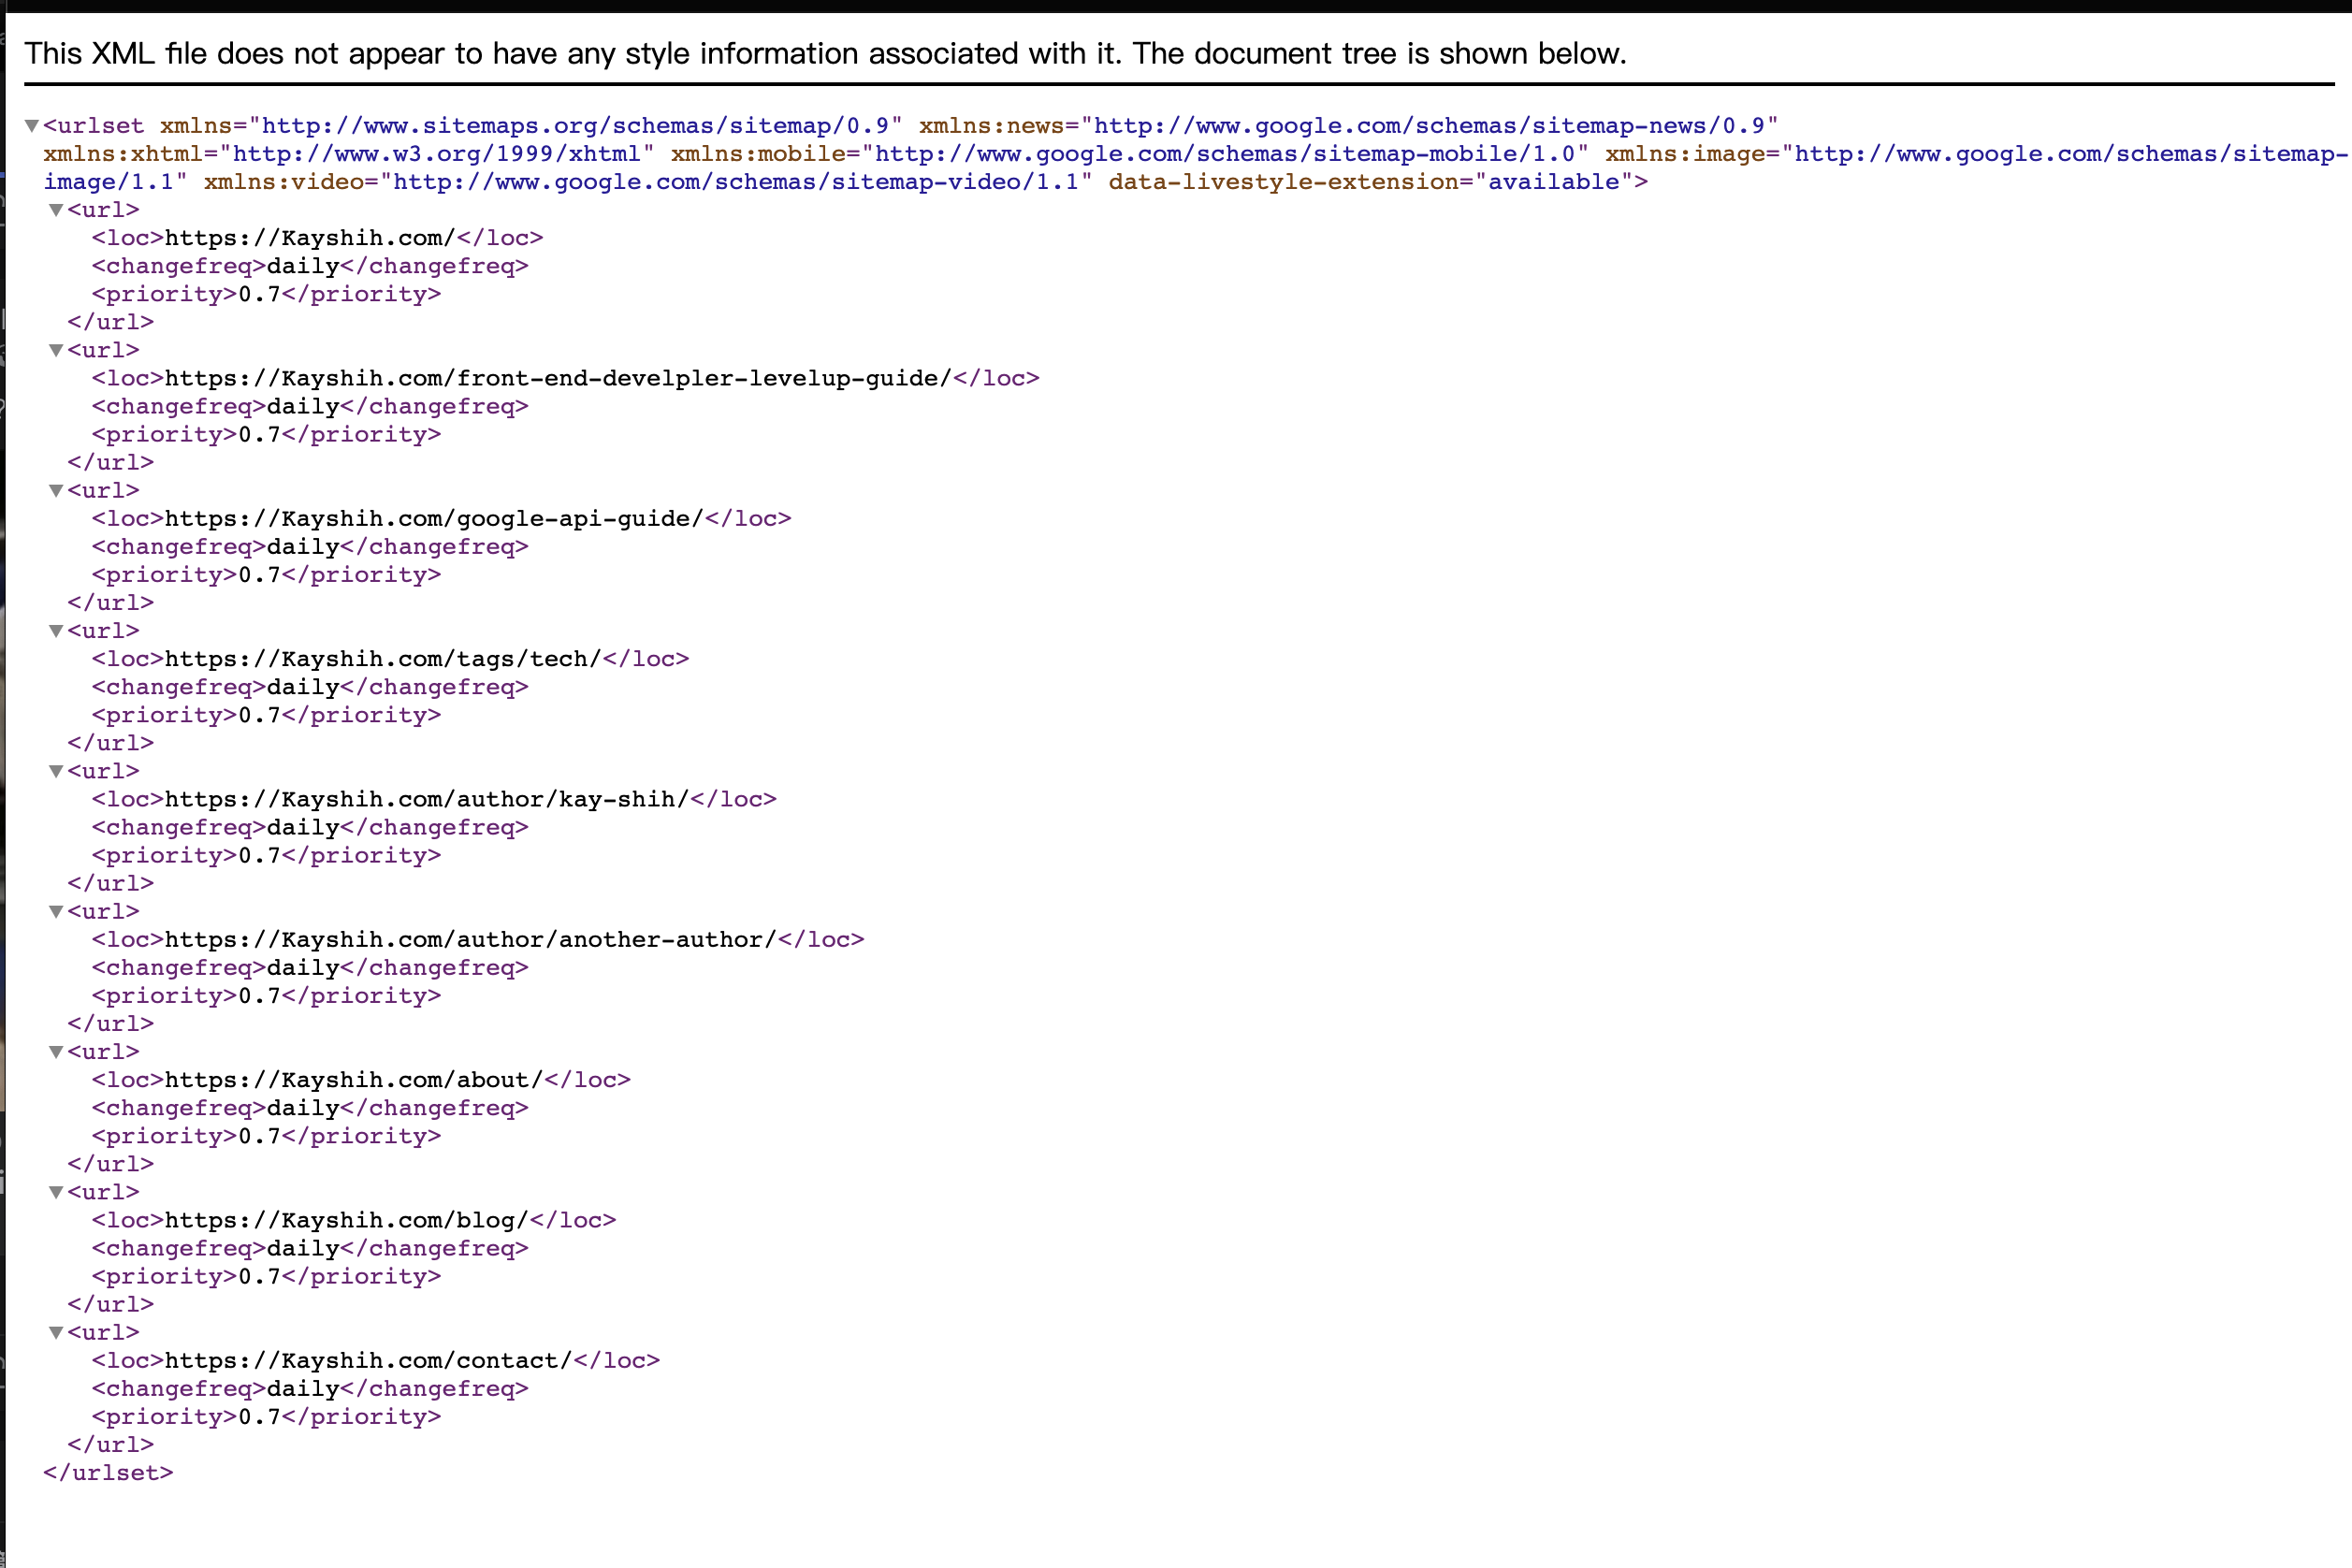 This XML file does not appear to have any style information associated with it. The document tree is shown below.
▼<urlset xmlns="http://www.sitemaps.org/schemas/sitemap/0.9" xmlns:news="http://www.google.com/schemas/sitemap-news/0.9"
xmlns:xhtml="http://www.w3.org/1999/xhtml" xmlns:mobile="http://www.google.com/schemas/sitemap-mobile/1.0" xmlns:image="http://www.google.com/schemas/sitemap-
image/1.1" xmlns:video="http://www.google.com/schemas/sitemap-video/1.1" data-livestyle-extension="available">
▼<url>
<loc>https://Kayshih.com/</loc>
<changefreq>daily</changefreq>
<priority>0.7</priority>
</url>
▼<url>
<loc>https://Kayshih.com/front-end-develpler-levelup-guide/</loc>
<changefreq>daily</changefreq>
<priority>0.7</priority>
</url>
▼<url>
<loc>https://Kayshih.com/google-api-guide/</loc>
<changefreq>daily</changefreq>
<priority>0.7</priority>
</url>
▼<url>
<loc>https://Kayshih.com/tags/tech/</loc>
<changefreq>daily</changefreq>
<priority>0.7</priority>
</url>
▼<url>
<loc>https://Kayshih.com/author/kay-shih/</loc>
<changefreq>daily</changefreq>
<priority>0.7</priority>
</url>
▼<url>
<loc>https://Kayshih.com/author/another-author/</loc>
<changefreq>daily</changefreq>
<priority>0.7</priority>
</url>
▼<url>
<loc>https://Kayshih.com/about/</loc>
<changefreq>daily</changefreq>
<priority>0.7</priority>
</url>
▼<url>
<loc>https://Kayshih.com/blog/</loc>
<changefreq>daily</changefreq>
<priority>0.7</priority>
</url>
▼<url>
<loc>https://Kayshih.com/contact/</loc>
<changefreq>daily</changefreq>
<priority>0.7</priority>
</url>
</urlset>